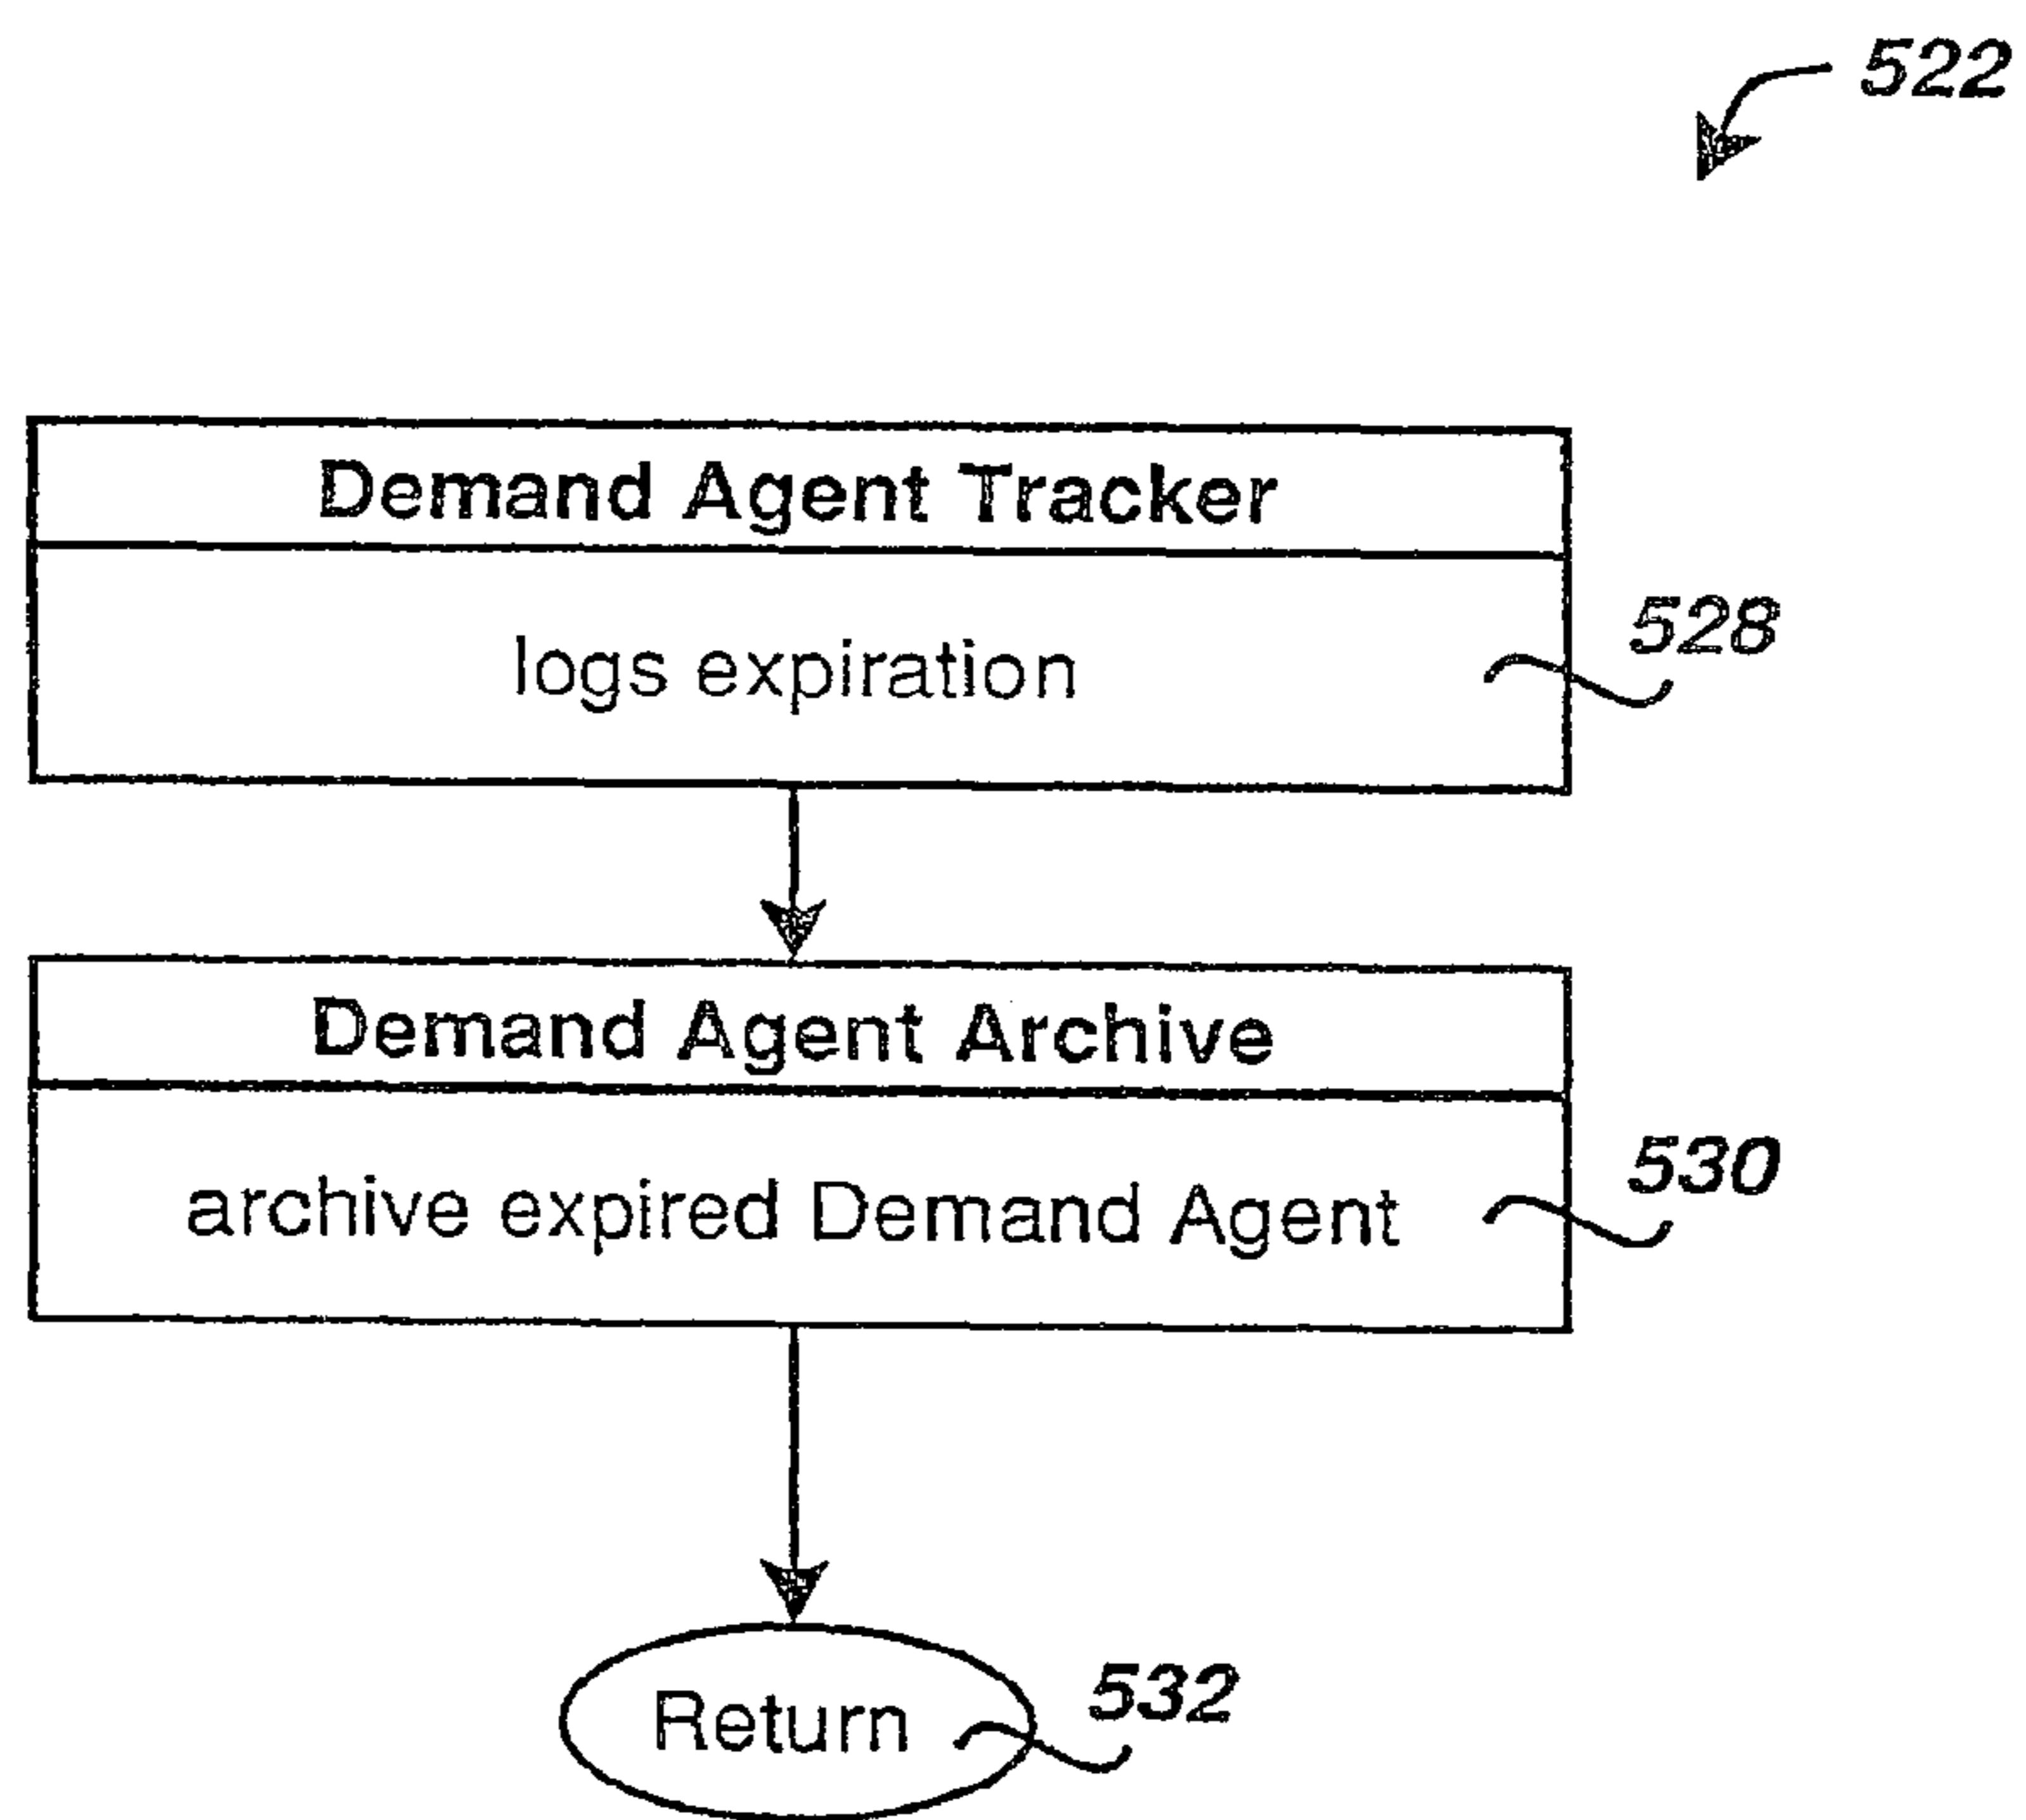 522
Demand Agent Tracker
logs expiration
528
Demand Agent Archive
archive expired Demand Agent
530
Return
532